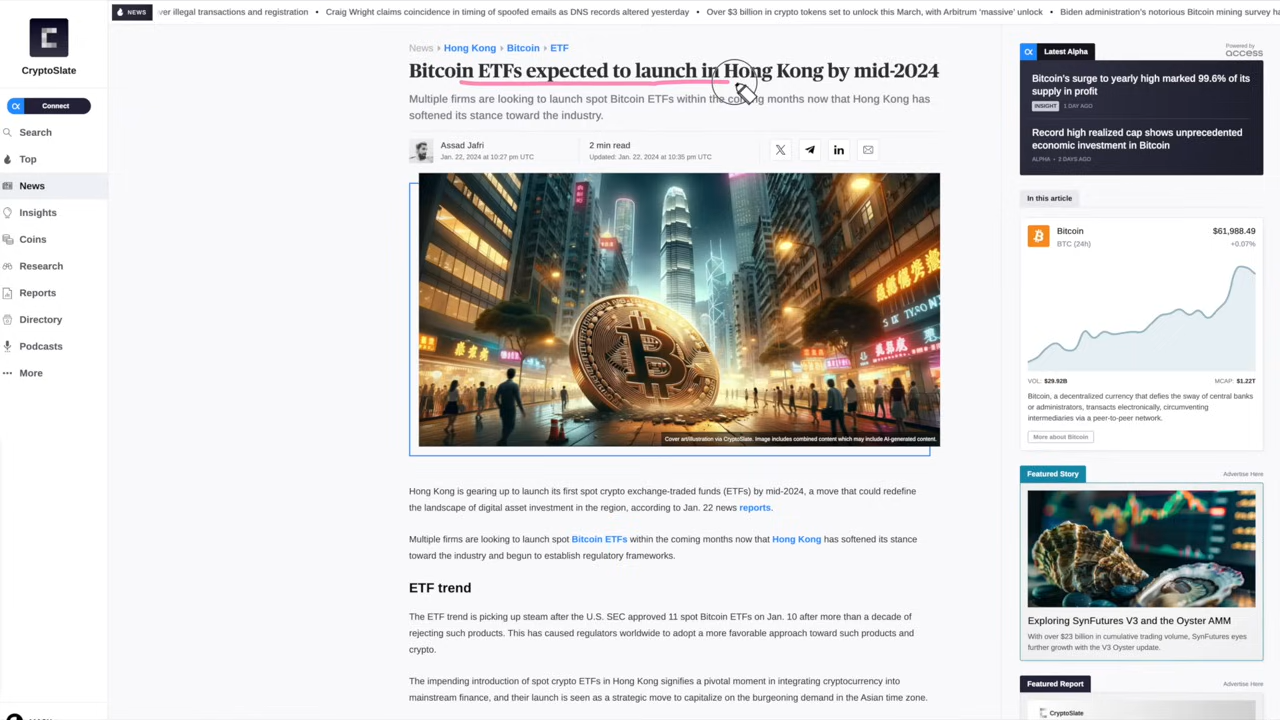 NEWS
ver illegal transactions and registration • Craig Wright claims coincidence in timing of spoofed emails as DNS records altered yesterday • Over $3 billion in crypto tokens set to unlock this March, with Arbitrum 'massive' unlock • Biden administration's notorious Bitcoin mining survey ha
CryptoSlate
Connect
Search
Top
News
Insights
Coins
Research
Reports
Directory
Podcasts
More
News Hong Kong Bitcoin ETF
Bitcoin ETFs expected to launch in Hong Kong by mid-2024
Multiple firms are looking to launch spot Bitcoin ETFs within the coming months now that Hong Kong has
softened its stance toward the industry.
Assad Jafri
Jan. 22, 2024 at 10:27 pm UTC
2 min read
Updated: Jan. 22, 2024 at 10:35 pm UTC
Cover art/illustration via CryptoSlate. Image includes combined content which may include AI-generated content.
Hong Kong is gearing up to launch its first spot crypto exchange-traded funds (ETFs) by mid-2024, a move that could redefine
the landscape of digital asset investment in the region, according to Jan. 22 news reports.
Multiple firms are looking to launch spot Bitcoin ETFs within the coming months now that Hong Kong has softened its stance
toward the industry and begun to establish regulatory frameworks.
ETF trend
The ETF trend is picking up steam after the U.S. SEC approved 11 spot Bitcoin ETFs on Jan. 10 after more than a decade of
rejecting such products. This has caused regulators worldwide to adopt a more favorable approach toward such products and
crypto.
The impending introduction of spot crypto ETFs in Hong Kong signifies a pivotal moment in integrating cryptocurrency into
mainstream finance, and their launch is seen as a strategic move to capitalize on the burgeoning demand in the Asian time zone.
Latest Alpha
Powered by
access
Bitcoin's surge to yearly high marked 99.6% of its
supply in profit
INSIGHT 1 DAY AGO
Record high realized cap shows unprecedented
economic investment in Bitcoin
ALPHA • 2 DAYS AGO
In this article
Bitcoin $61,988.49
BTC (24h) +0.07%
VOL: $29.92B MCAP: $1.22T
Bitcoin, a decentralized currency that defies the sway of central banks
or administrators, transacts electronically, circumventing
intermediaries via a peer-to-peer network.
More about Bitcoin
Featured Story Advertise Here
Exploring SynFutures V3 and the Oyster AMM
With over $23 billion in cumulative trading volume, SynFutures eyes
further growth with the V3 Oyster update.
Featured Report Advertise Here
CryptoSlate